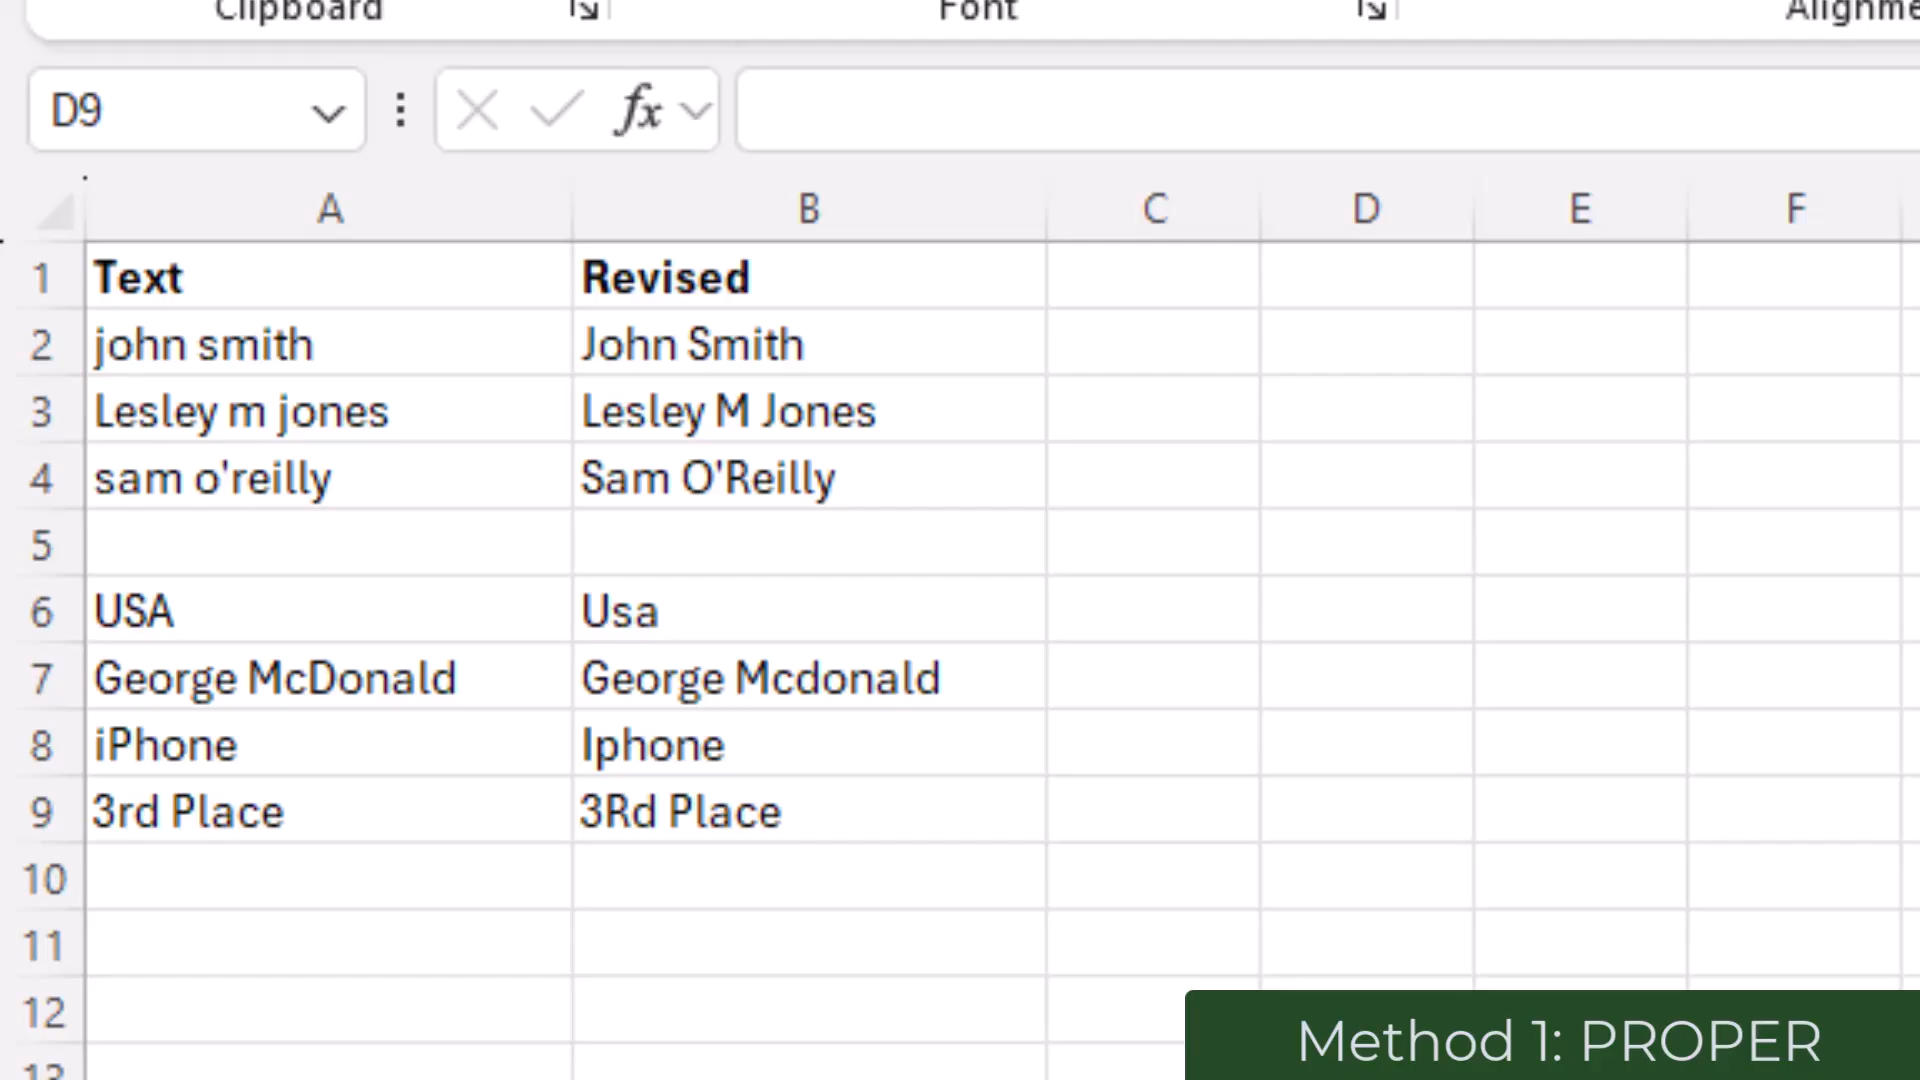 Clipboard Font Alignme
D9 fx
A B C D E F
1 Text Revised
2 john smith John Smith
3 Lesley m jones Lesley M Jones
4 sam o'reilly Sam O'Reilly
5
6 USA Usa
7 George McDonald George Mcdonald
8 iPhone Iphone
9 3rd Place 3Rd Place
10
11
12
13
Method 1: PROPER